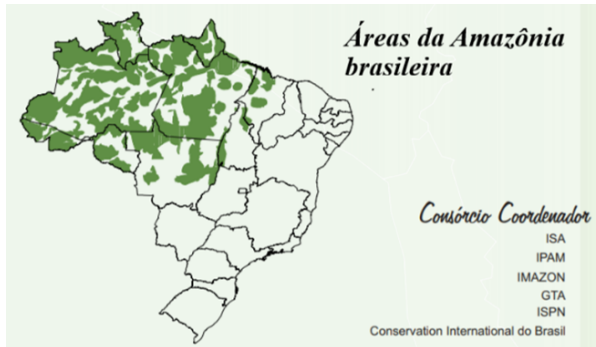 Áreas da Amazônia
brasileira
Consórcio Coordenador
ISA
IPAM
IMAZON
GTA
ISPN
Conservation International do Brasil